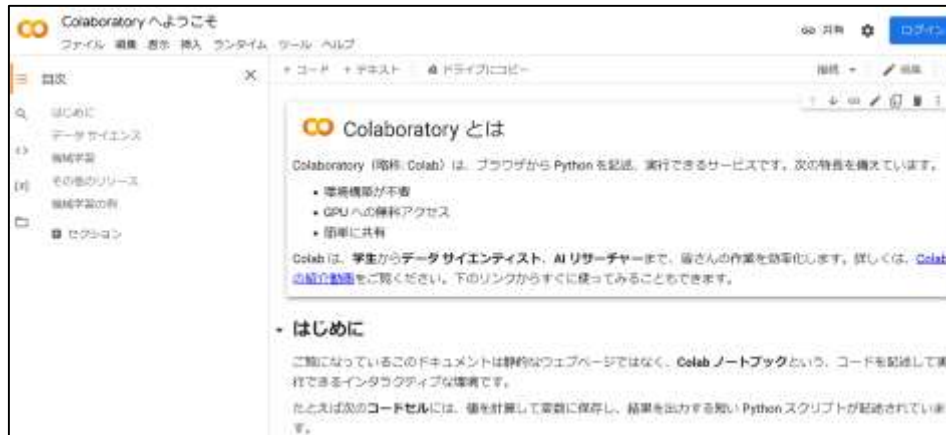 Colaboratory へようこそ
ファイル 編集 表示 挿入 ランタイム ツール ヘルプ
共有
ログイン
目次
+ コード + テキスト ドライブにコピー
接続
編集
はじめに
データ サイエンス
機械学習
その他のリソース
機械学習の例
セクション
Colaboratory とは
Colaboratory（略称: Colab）は、ブラウザから Python を記述、実行できるサービスです。次の特長を備えています。
• 環境構築が不要
• GPU への無料アクセス
• 簡単に共有
Colab は、学生からデータ サイエンティスト、AI リサーチャーまで、皆さんの作業を効率化します。詳しくは、Colab
の紹介動画をご覧ください。下のリンクからすぐに使ってみることもできます。
はじめに
ご覧になっているこのドキュメントは静的なウェブページではなく、Colab ノートブックという、コードを記述して実
行できるインタラクティブな環境です。
たとえば次のコードセルには、値を計算して変数に保存し、結果を出力する短い Python スクリプトが記述されていま
す。